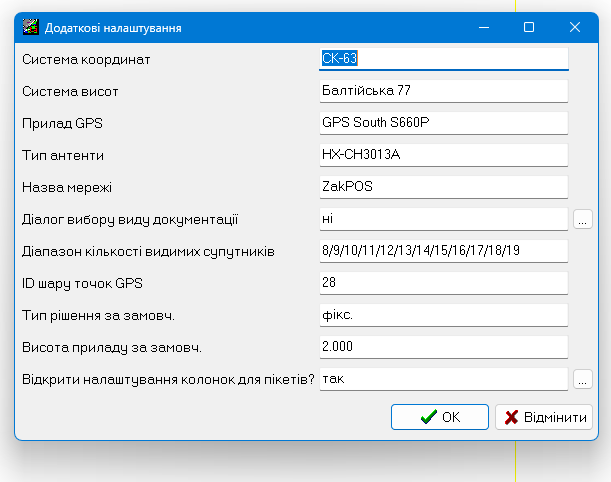 Додаткові налаштування
Система координат СК-63
Система висот Балтійська 77
Прилад GPS GPS South S660P
Тип антенти HX-CH3013A
Назва мережі ZakPOS
Діалог вибору виду документації ні ...
Діапазон кількості видимих супутників 8/9/10/11/12/13/14/15/16/17/18/19
ID шару точок GPS 28
Тип рішення за замовч. фікс.
Висота приладу за замовч. 2.000
Відкрити налаштування колонок для пікетів? так ...
OK Відмінити